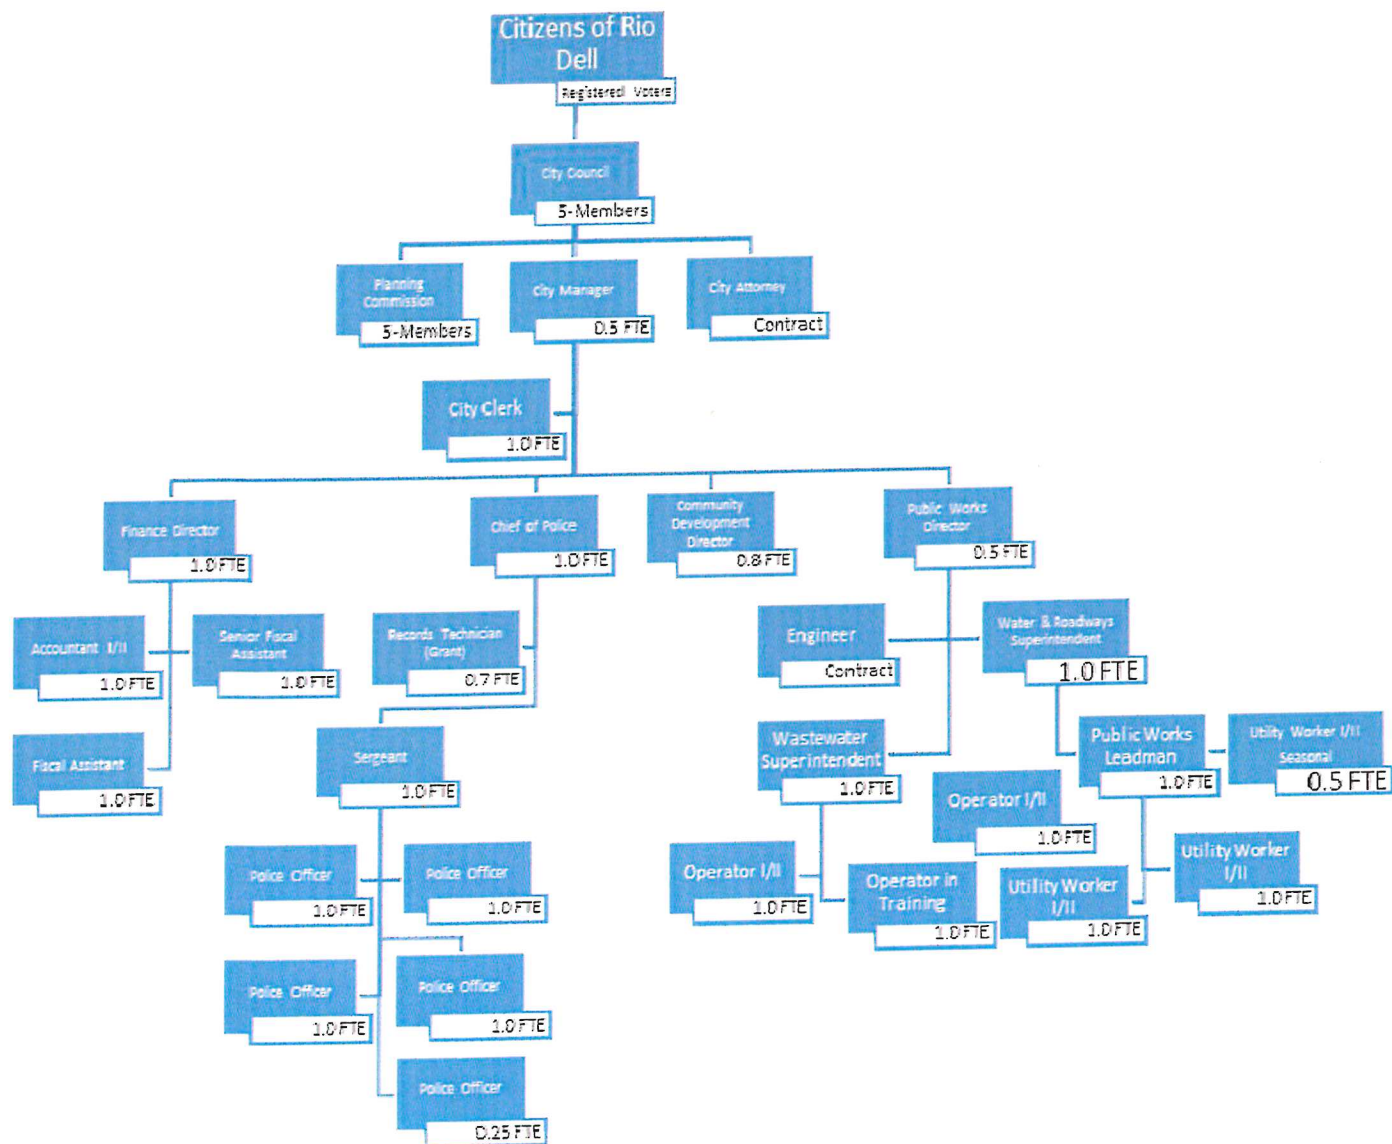 Citizens of Rio
Dell
Registered Voters
City Council
5-Members
Planning
Commission
5-Members
City Manager
0.5 FTE
City Attorney
Contract
City Clerk
1.0 FTE
Finance Director
1.0 FTE
Chief of Police
1.0 FTE
Community
Development
Director
0.8 FTE
Public Works
Director
0.5 FTE
Accountant I/II
1.0 FTE
Senior Fiscal
Assistant
1.0 FTE
Records Technician
(Grant)
0.7 FTE
Engineer
Contract
Water & Roadways
Superintendent
1.0 FTE
Fiscal Assistant
1.0 FTE
Sergeant
1.0 FTE
Wastewater
Superintendent
1.0 FTE
Public Works
Leadman
1.0 FTE
Utility Worker I/II
Seasonal
0.5 FTE
Operator I/II
1.0 FTE
Police Officer
1.0 FTE
Police Officer
1.0 FTE
Operator I/II
1.0 FTE
Operator in
Training
1.0 FTE
Utility Worker
I/II
1.0 FTE
Utility Worker
I/II
1.0 FTE
Police Officer
1.0 FTE
Police Officer
1.0 FTE
Police Officer
0.25 FTE